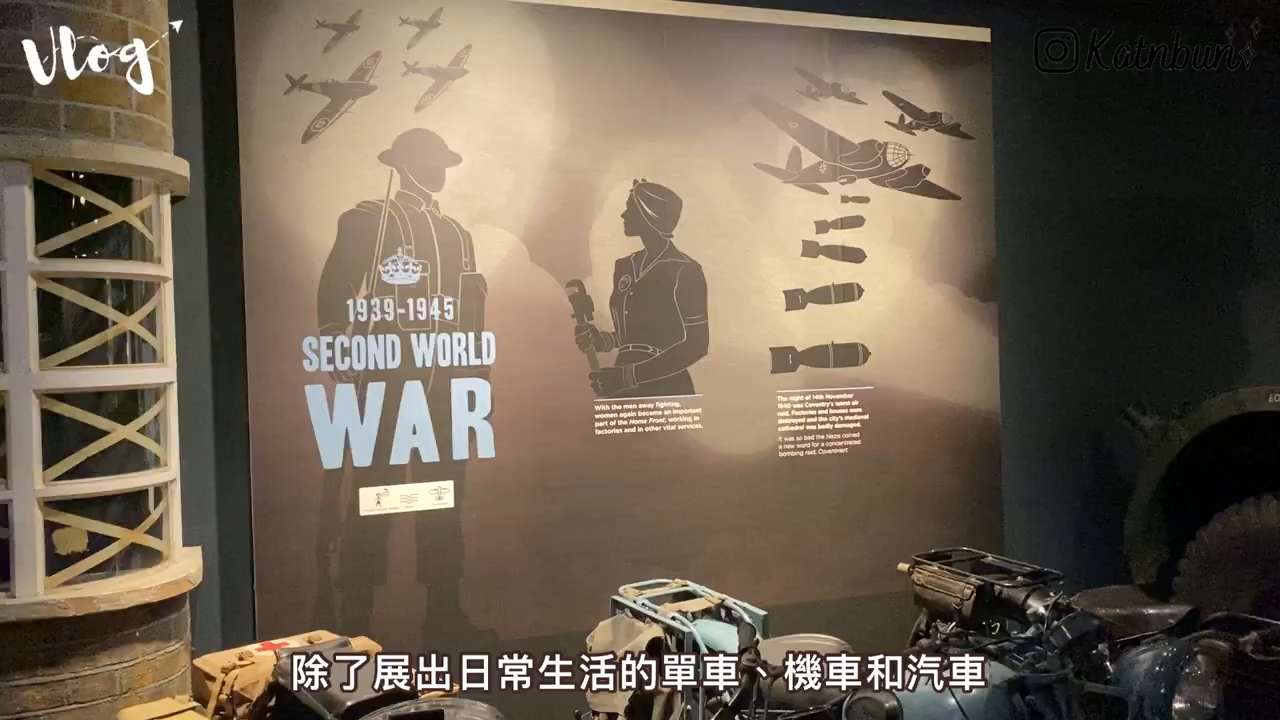 Vlog
Katnbun
1939-1945
SECOND WORLD
WAR
With the men away fighting,
women again became an important
part of the Home Front, working in
factories and in other vital services.
The night of 14th November
1940 was Coventry's worst air
raid. Factories and houses were
destroyed and the city's medieval
cathedral was badly damaged.
It was so bad the Nazis coined
a new word for a concentrated
bombing raid, Coventriert
除了展出日常生活的單車、機車和汽車